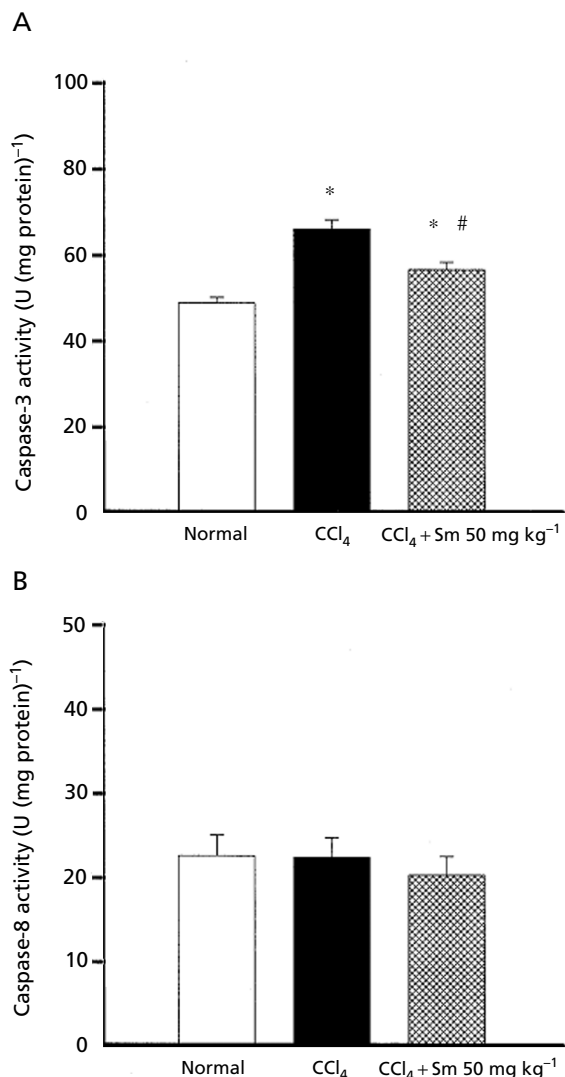 A
Caspase-3 activity (U (mg protein)⁻¹)
100
80
60
40
20
0
*
* #
Normal
CCl₄
CCl₄ + Sm 50 mg kg⁻¹
B
Caspase-8 activity (U (mg protein)⁻¹)
50
40
30
20
10
0
Normal
CCl₄
CCl₄ + Sm 50 mg kg⁻¹